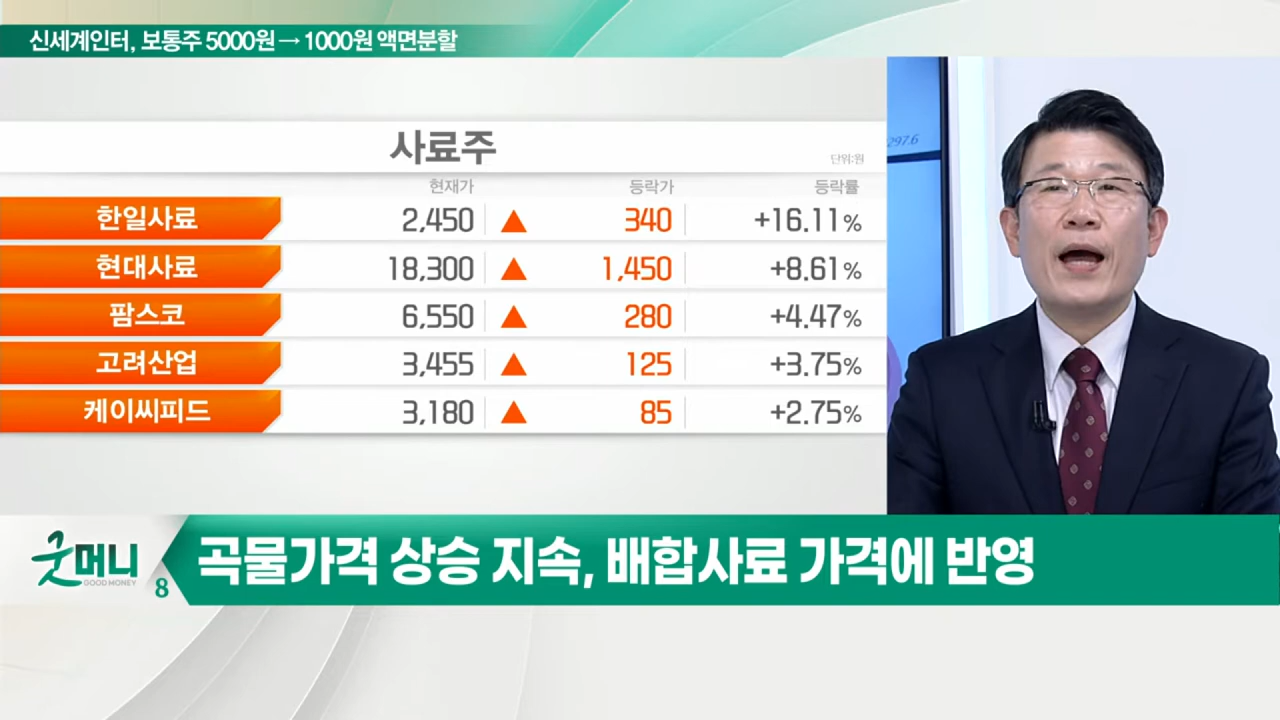 신세계인터, 보통주 5000원→1000원 액면분할
297.6
사료주
단위:원
현재가 등락가 등락률
한일사료 2,450 ▲ 340 +16.11%
현대사료 18,300 ▲ 1,450 +8.61%
팜스코 6,550 ▲ 280 +4.47%
고려산업 3,455 ▲ 125 +3.75%
케이씨피드 3,180 ▲ 85 +2.75%
굿머니
GOOD MONEY
8
곡물가격 상승 지속, 배합사료 가격에 반영